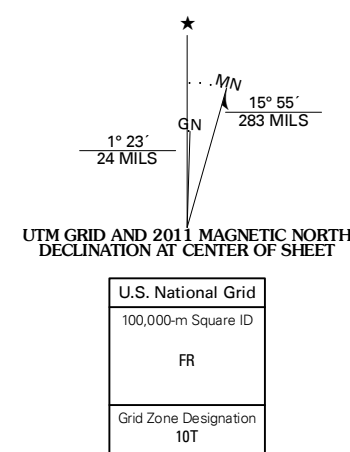 ★
MN
GN
15° 55´
283 MILS
1° 23´
24 MILS
UTM GRID AND 2011 MAGNETIC NORTH
DECLINATION AT CENTER OF SHEET
U.S. National Grid
100,000-m Square ID
FR
Grid Zone Designation
10T